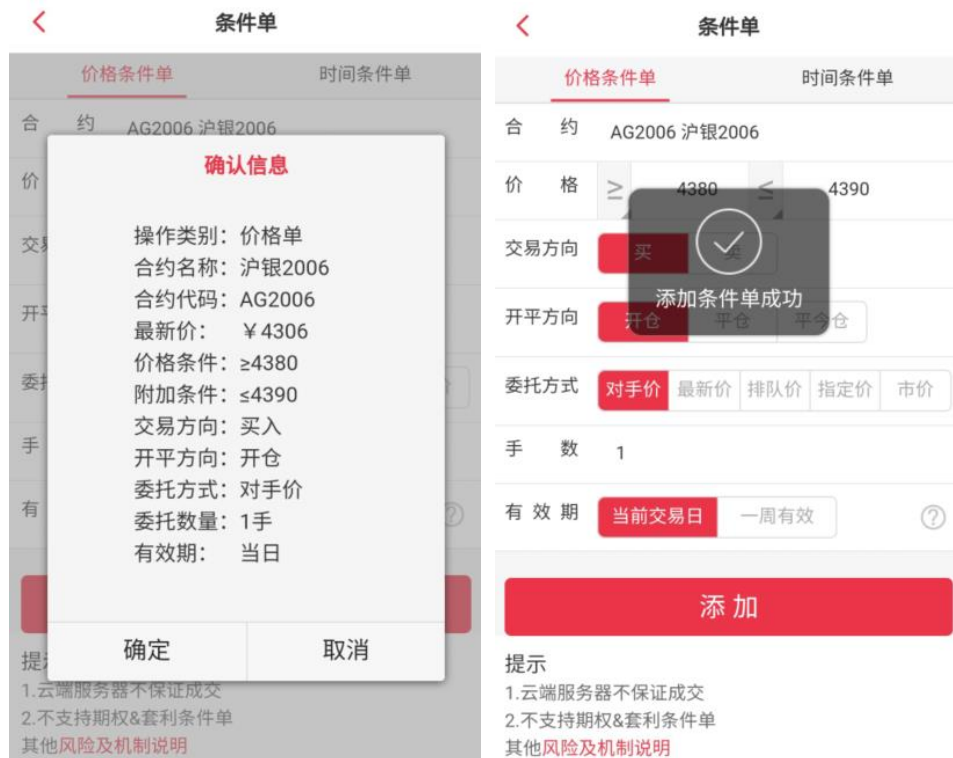 条件单
价格条件单 时间条件单
合 约 AG2006 沪银2006
价
交易
开平
委托
手
有
确认信息
操作类别：价格单
合约名称：沪银2006
合约代码：AG2006
最新价： ￥4306
价格条件：≥4380
附加条件：≤4390
交易方向：买入
开平方向：开仓
委托方式：对手价
委托数量：1手
有效期： 当日
确定 取消
提示
1.云端服务器不保证成交
2.不支持期权&套利条件单
其他风险及机制说明
条件单
价格条件单 时间条件单
合 约 AG2006 沪银2006
价 格 ≥ 4380 ≤ 4390
交易方向 买 卖
添加条件单成功
开平方向 开仓 平仓 平今仓
委托方式 对手价 最新价 排队价 指定价 市价
手 数 1
有 效 期 当前交易日 一周有效 ?
添 加
提示
1.云端服务器不保证成交
2.不支持期权&套利条件单
其他风险及机制说明